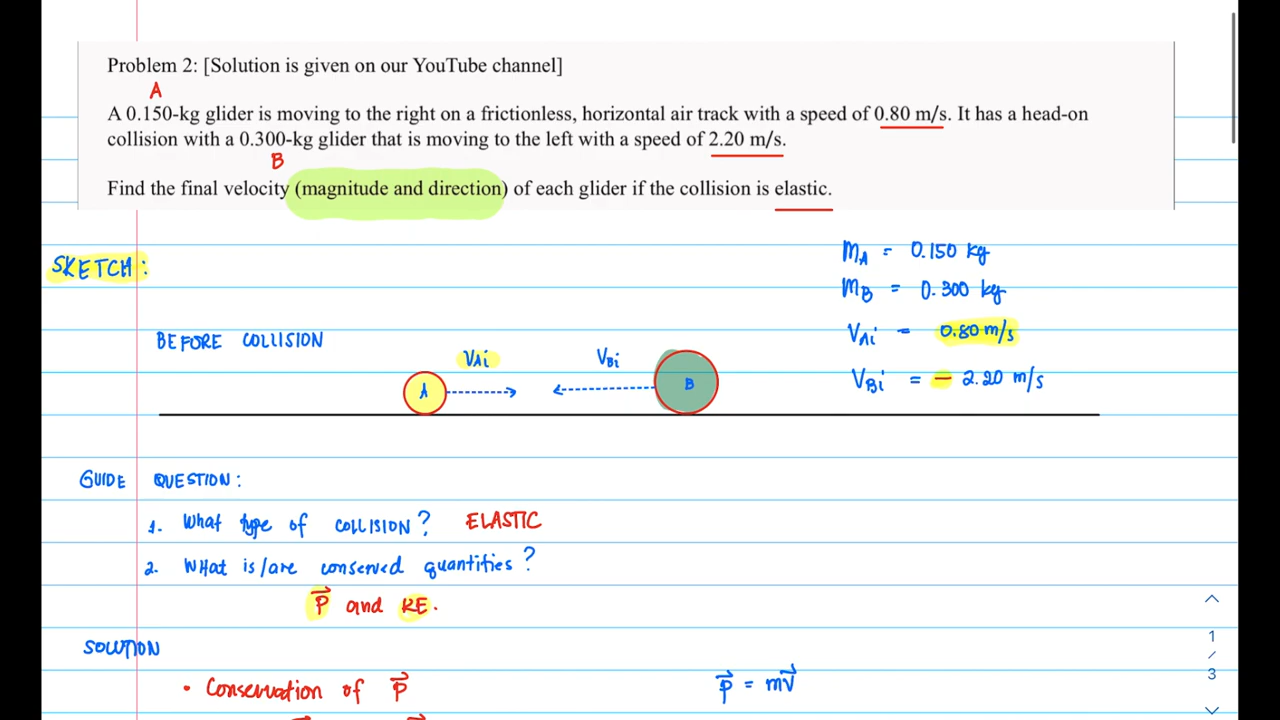 Problem 2: [Solution is given on our YouTube channel]
A
A 0.150-kg glider is moving to the right on a frictionless, horizontal air track with a speed of 0.80 m/s. It has a head-on
collision with a 0.300-kg glider that is moving to the left with a speed of 2.20 m/s.
B
Find the final velocity (magnitude and direction) of each glider if the collision is elastic.
SKETCH:
mA = 0.150 kg
mB = 0.300 kg
VAi = 0.80 m/s
VBi = - 2.20 m/s
BEFORE COLLISION
VAi
VBi
A
B
GUIDE QUESTION:
1. What type of COLLISION? ELASTIC
2. WHat is/are conserved quantities?
P⃗ and KE.
SOLUTION
• Conservation of P⃗
P⃗ = mV⃗
1
/
3